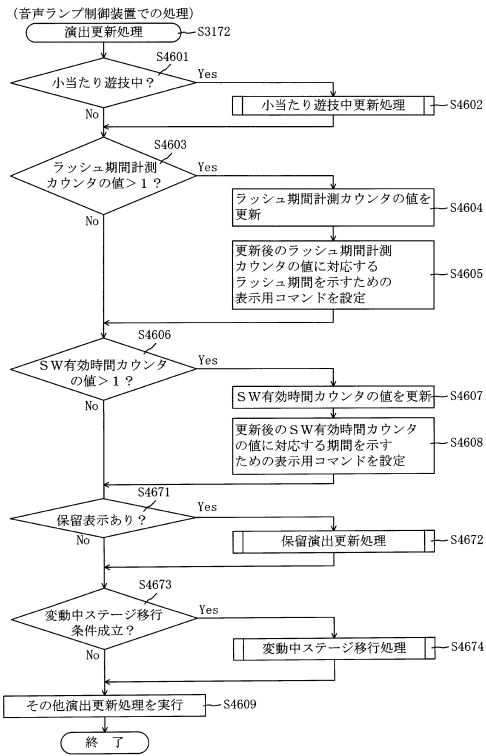 （音声ランプ制御装置での処理）
演出更新処理
S3172
S4601
小当たり遊技中？
Yes
小当たり遊技中更新処理
S4602
No
S4603
ラッシュ期間計測
カウンタの値＞１？
Yes
ラッシュ期間計測カウンタの値を
更新
S4604
No
更新後のラッシュ期間計測
カウンタの値に対応する
ラッシュ期間を示すための
表示用コマンドを設定
S4605
S4606
ＳＷ有効時間カウンタ
の値＞１？
Yes
ＳＷ有効時間カウンタの値を更新
S4607
No
更新後のＳＷ有効時間カウンタ
の値に対応する期間を示す
ための表示用コマンドを設定
S4608
S4671
保留表示あり？
Yes
No
保留演出更新処理
S4672
S4673
変動中ステージ移行
条件成立？
Yes
変動中ステージ移行処理
S4674
No
その他演出更新処理を実行
S4609
終 了